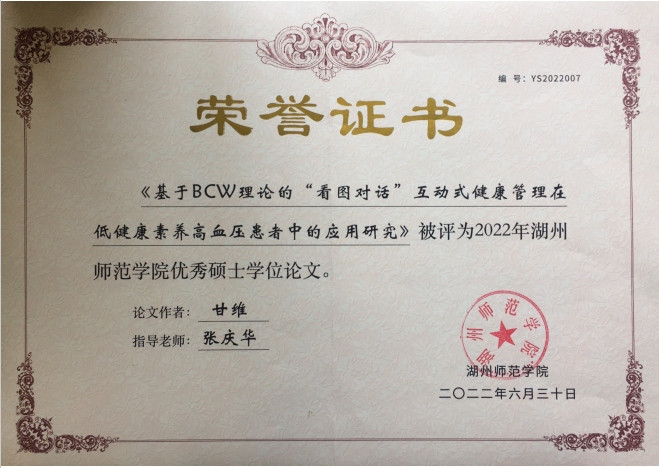 编 号：YS2022007
荣誉证书
《基于BCW理论的“看图对话”互动式健康管理在
低健康素养高血压患者中的应用研究》被评为2022年湖州
师范学院优秀硕士学位论文。
论文作者：甘维
指导老师：张庆华
湖州师范学院
湖州师范学院
二〇二二年六月三十日